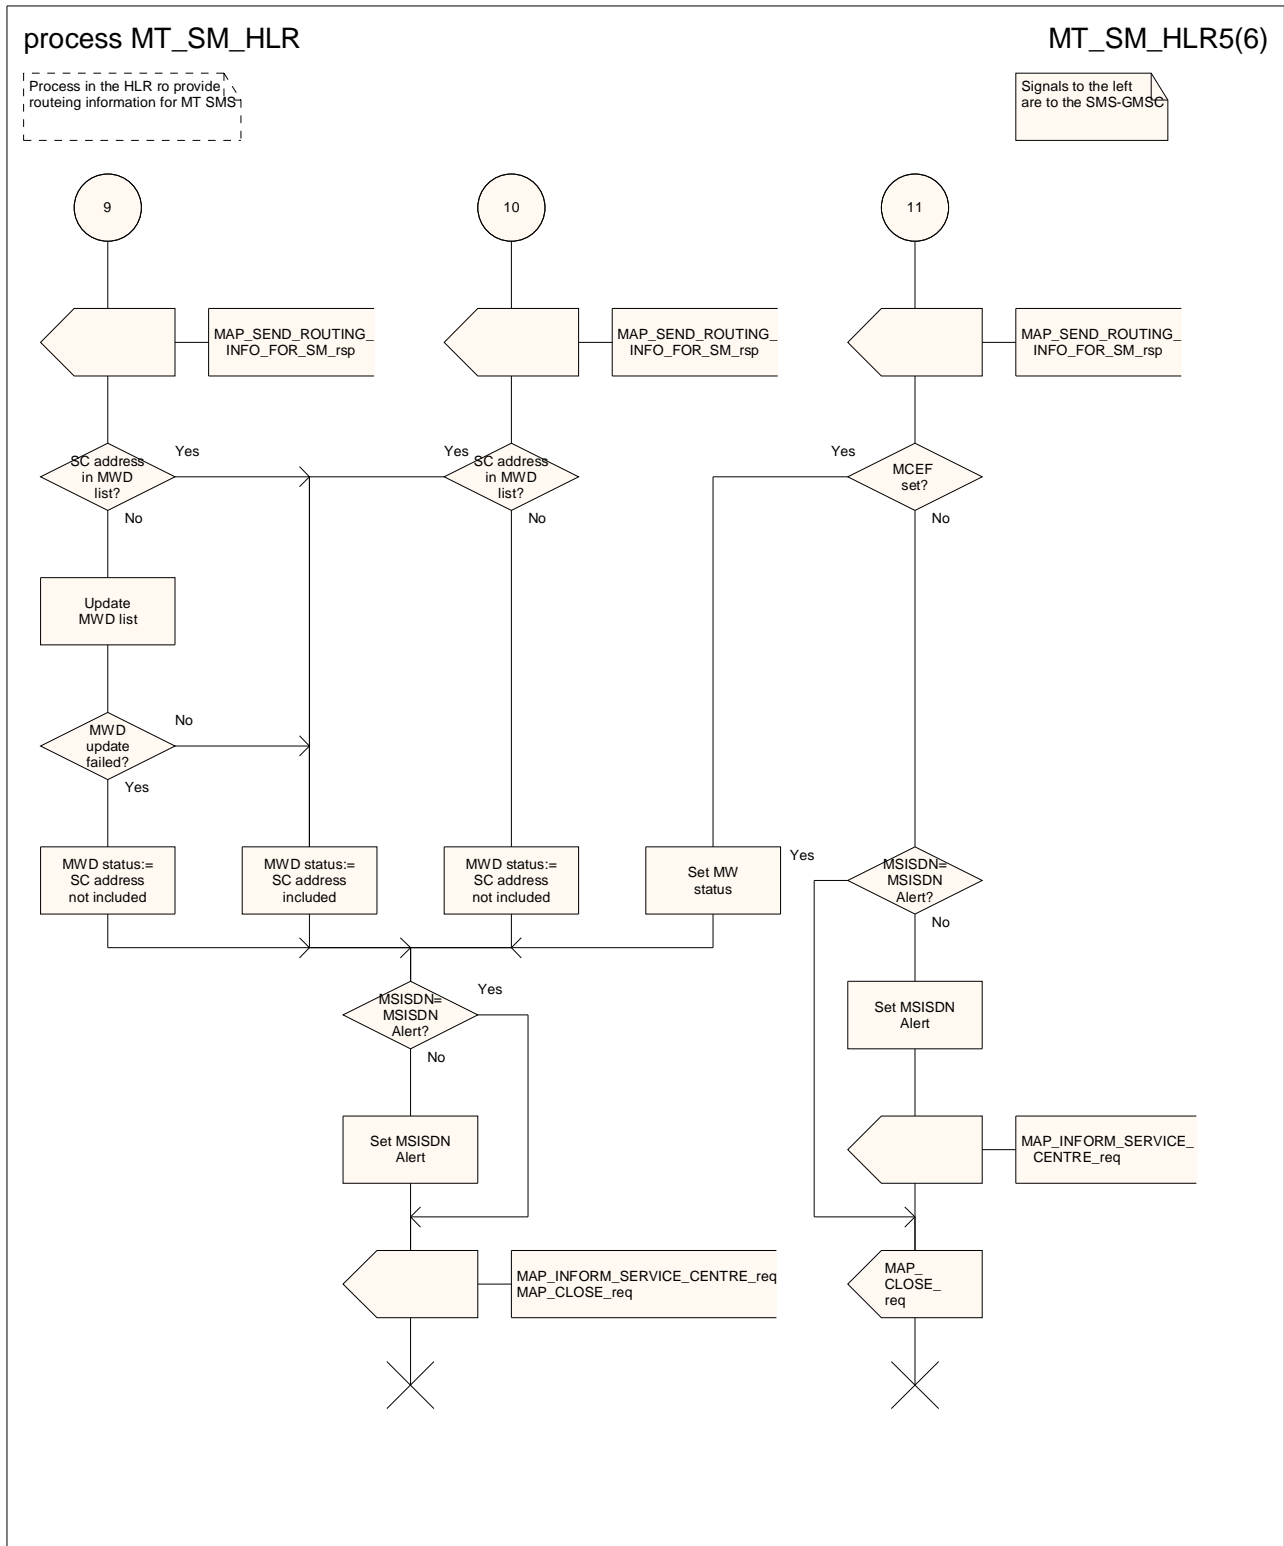 process MT_SM_HLR
MT_SM_HLR5(6)
Process in the HLR ro provide
routeing information for MT SMS
Signals to the left
are to the SMS-GMSC
9
10
11
MAP_SEND_ROUTING_
INFO_FOR_SM_rsp
MAP_SEND_ROUTING_
INFO_FOR_SM_rsp
MAP_SEND_ROUTING_
INFO_FOR_SM_rsp
SC address
in MWD
list?
Yes
No
Yes
SC address
in MWD
list?
No
Yes
MCEF
set?
No
Update
MWD list
MWD
update
failed?
No
Yes
MWD status:=
SC address
not included
MWD status:=
SC address
included
MWD status:=
SC address
not included
Set MW
status
Yes
MSISDN=
MSISDN
Alert?
No
MSISDN=
MSISDN
Alert?
Yes
No
Set MSISDN
Alert
Set MSISDN
Alert
MAP_INFORM_SERVICE_
CENTRE_req
MAP_INFORM_SERVICE_CENTRE_req
MAP_CLOSE_req
MAP_
CLOSE_
req